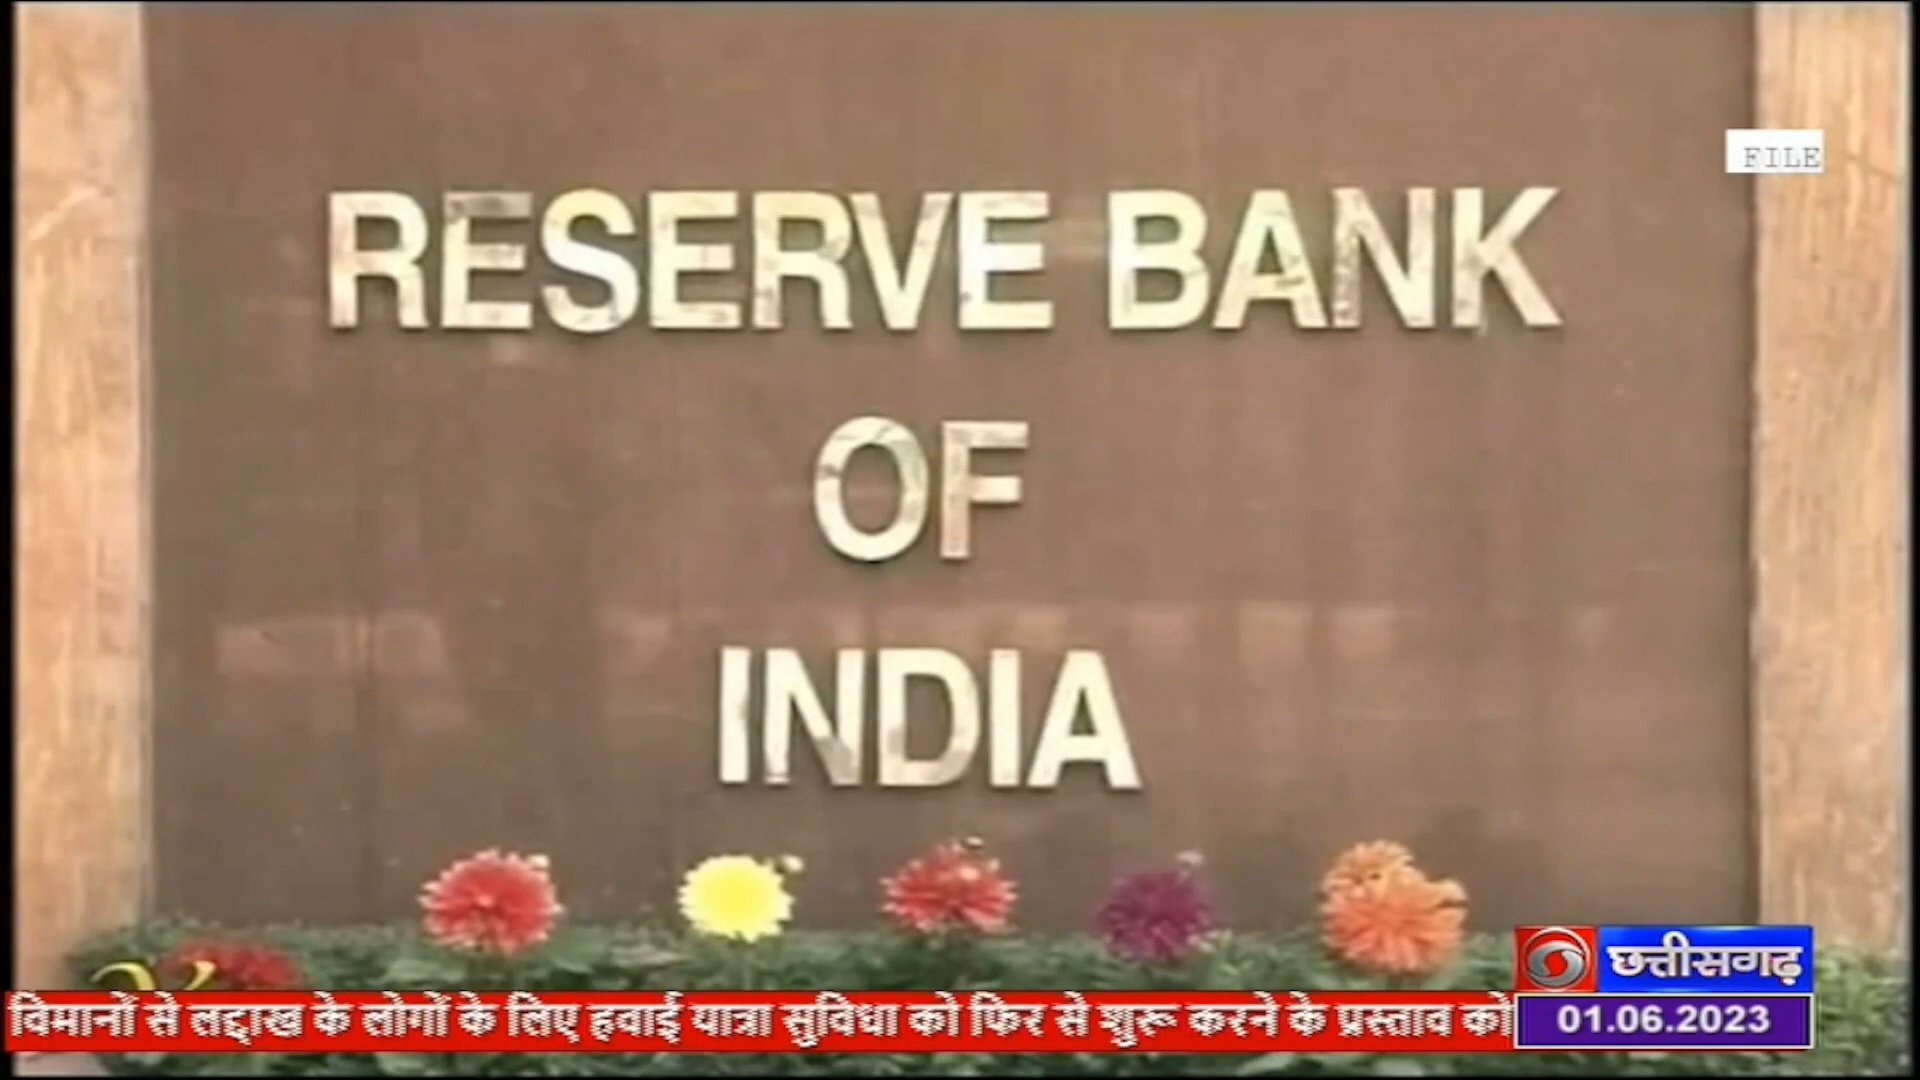 FILE
RESERVE BANK
OF
INDIA
छत्तीसगढ़
विमानों से लद्दाख के लोगों के लिए हवाई यात्रा सुविधा को फिर से शुरू करने के प्रस्ताव को
01.06.2023